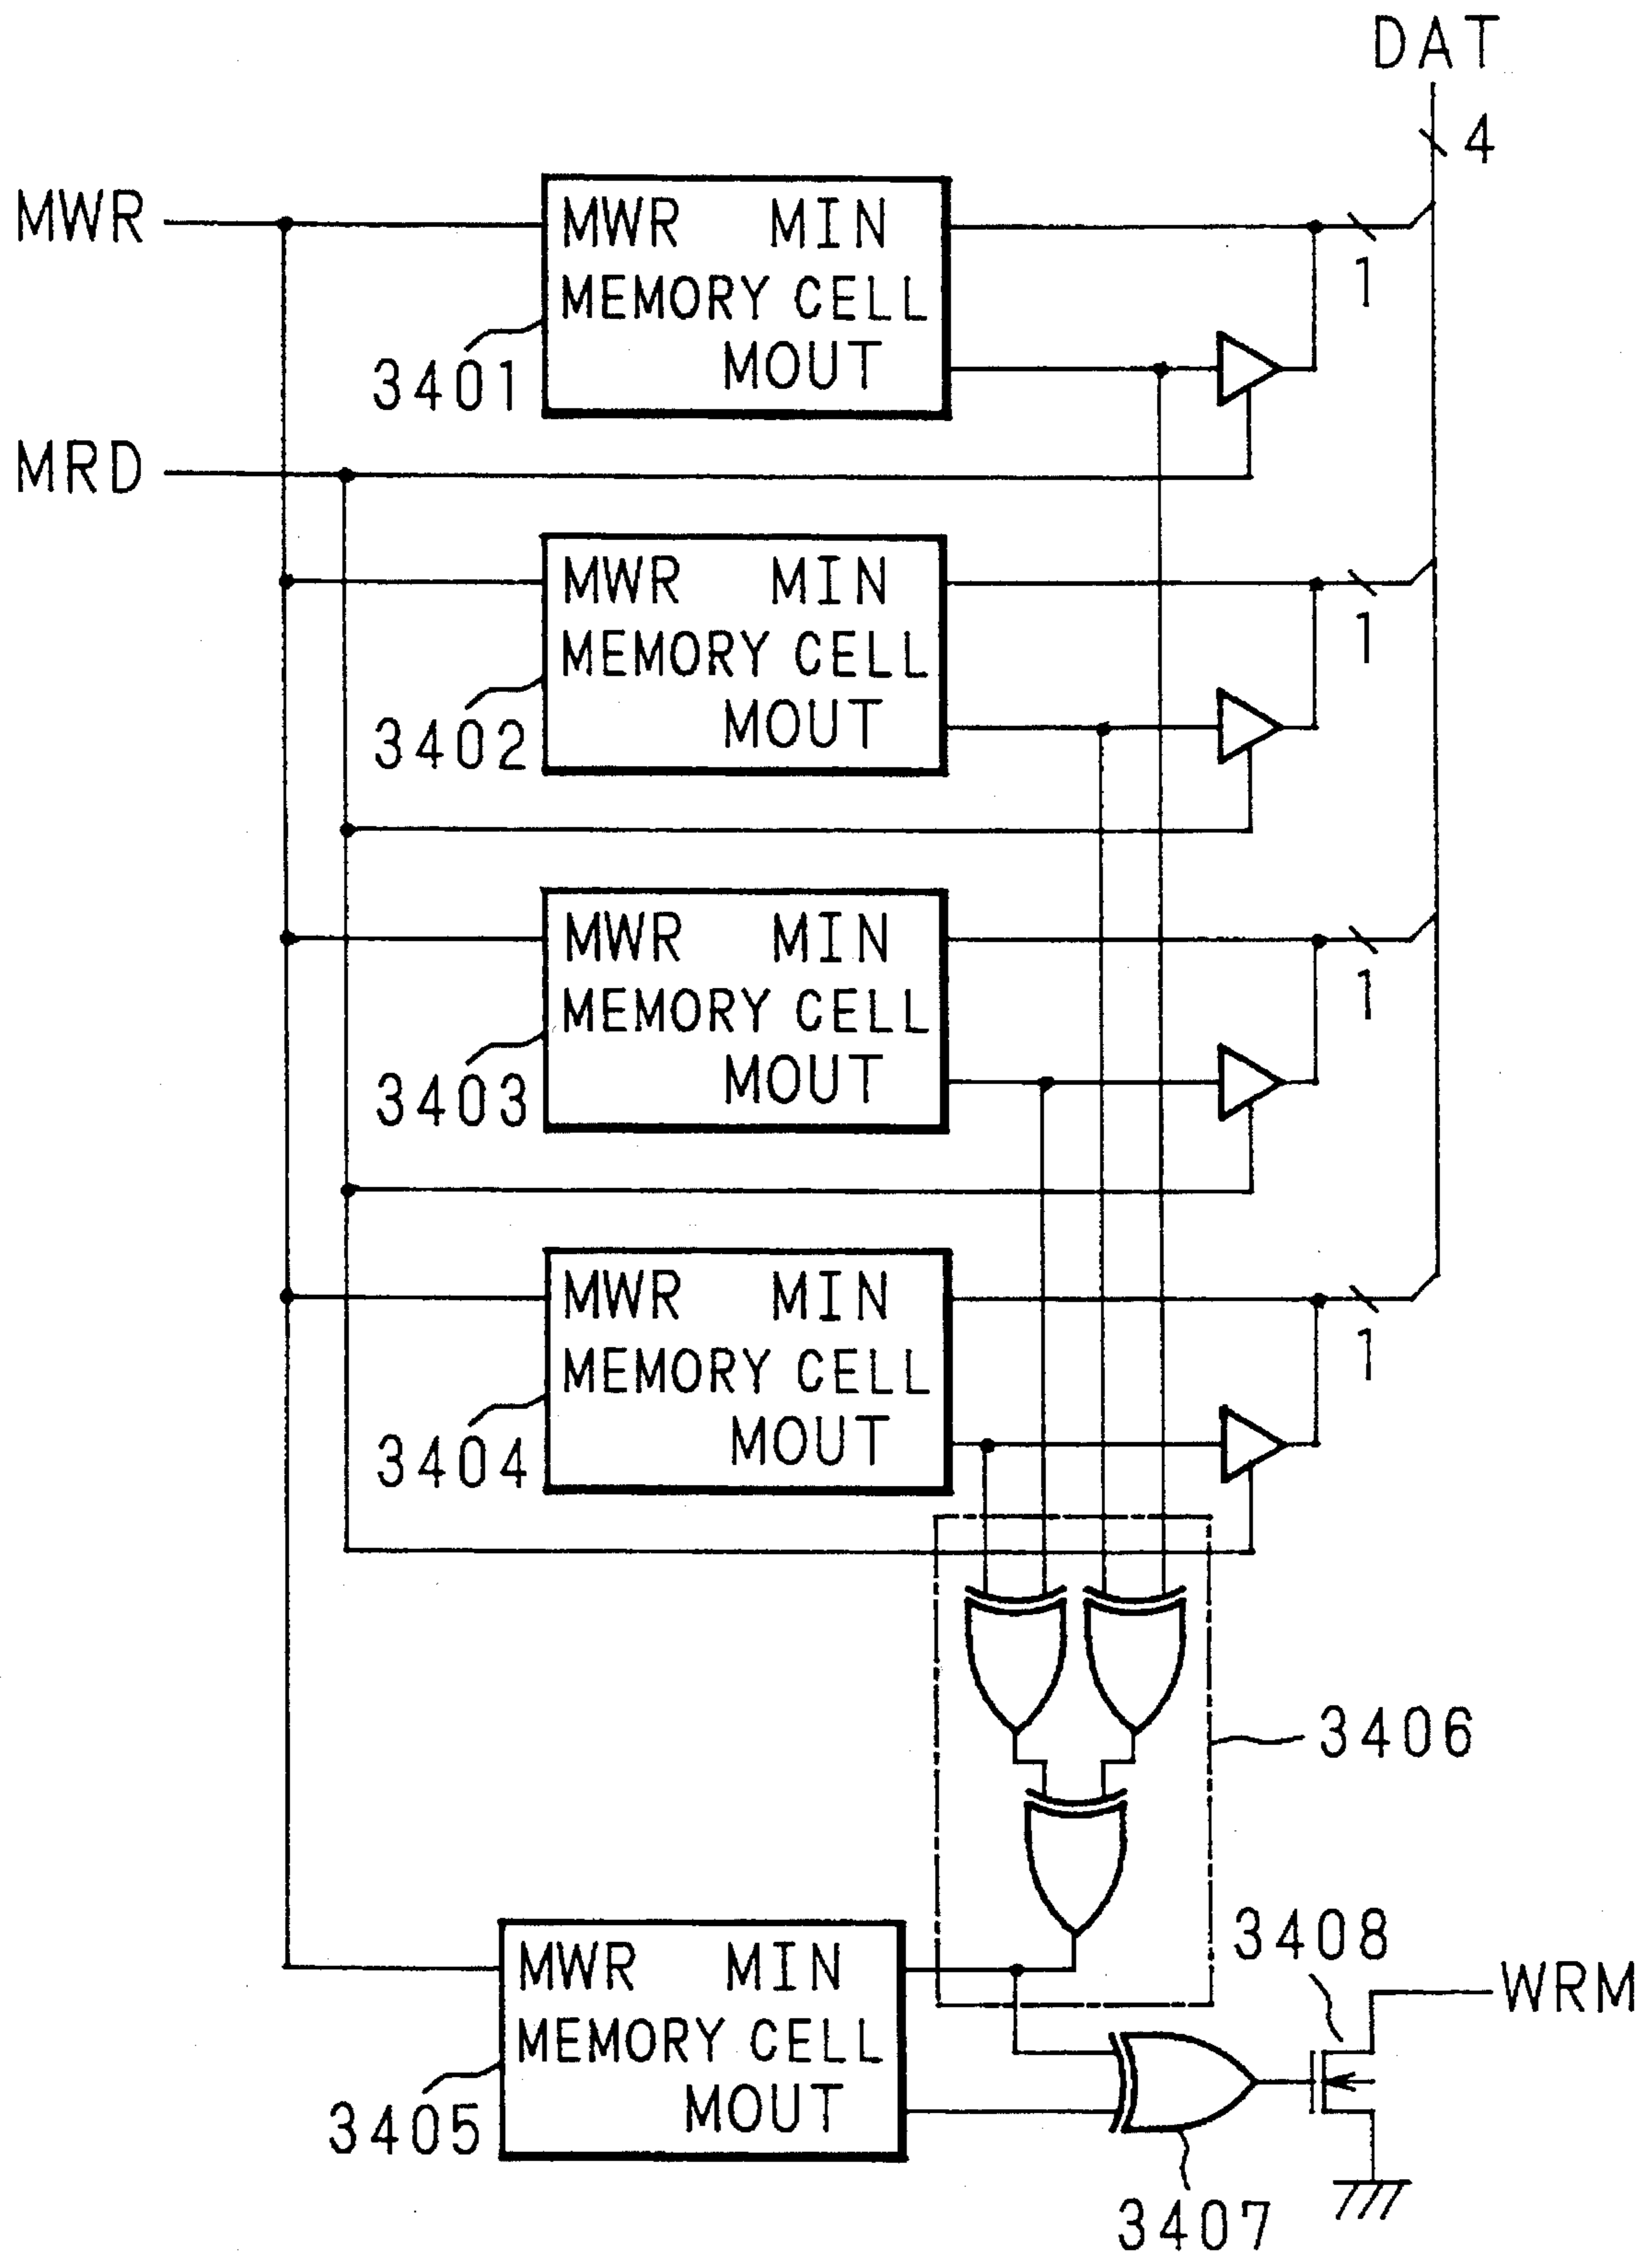 DAT
4
MWR
MWR MIN
MEMORY CELL
MOUT
1
3401
MRD
MWR MIN
MEMORY CELL
MOUT
1
3402
MWR MIN
MEMORY CELL
MOUT
1
3403
MWR MIN
MEMORY CELL
MOUT
1
3404
3406
3408
WRM
MWR MIN
MEMORY CELL
MOUT
3405
3407